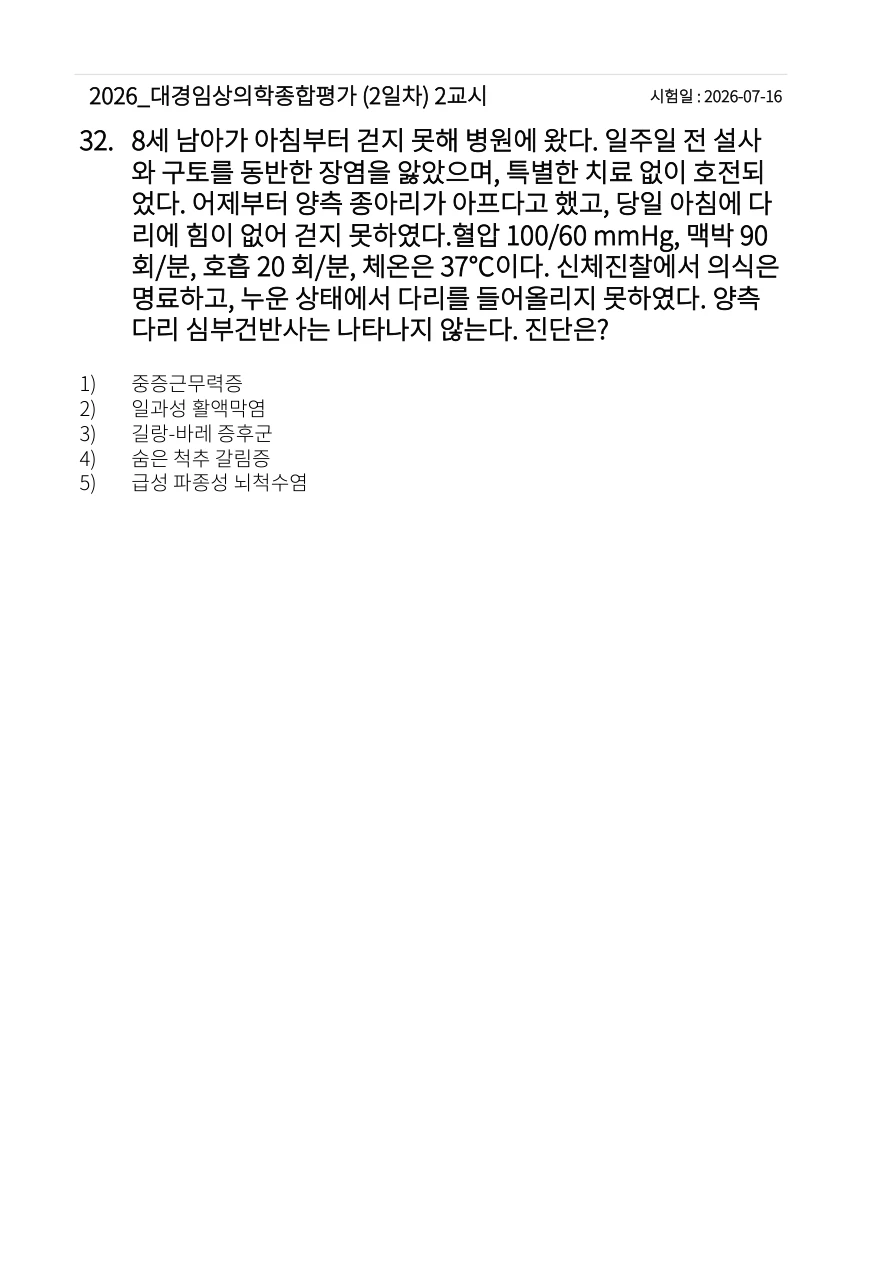 2026_대경임상의학종합평가 (2일차) 2교시
시험일 : 2026-07-16
32. 8세 남아가 아침부터 걷지 못해 병원에 왔다. 일주일 전 설사
와 구토를 동반한 장염을 앓았으며, 특별한 치료 없이 호전되
었다. 어제부터 양측 종아리가 아프다고 했고, 당일 아침에 다
리에 힘이 없어 걷지 못하였다.혈압 100/60 mmHg, 맥박 90
회/분, 호흡 20 회/분, 체온은 37℃이다. 신체진찰에서 의식은
명료하고, 누운 상태에서 다리를 들어올리지 못하였다. 양측
다리 심부건반사는 나타나지 않는다. 진단은?
1) 중증근무력증
2) 일과성 활액막염
3) 길랑-바레 증후군
4) 숨은 척추 갈림증
5) 급성 파종성 뇌척수염